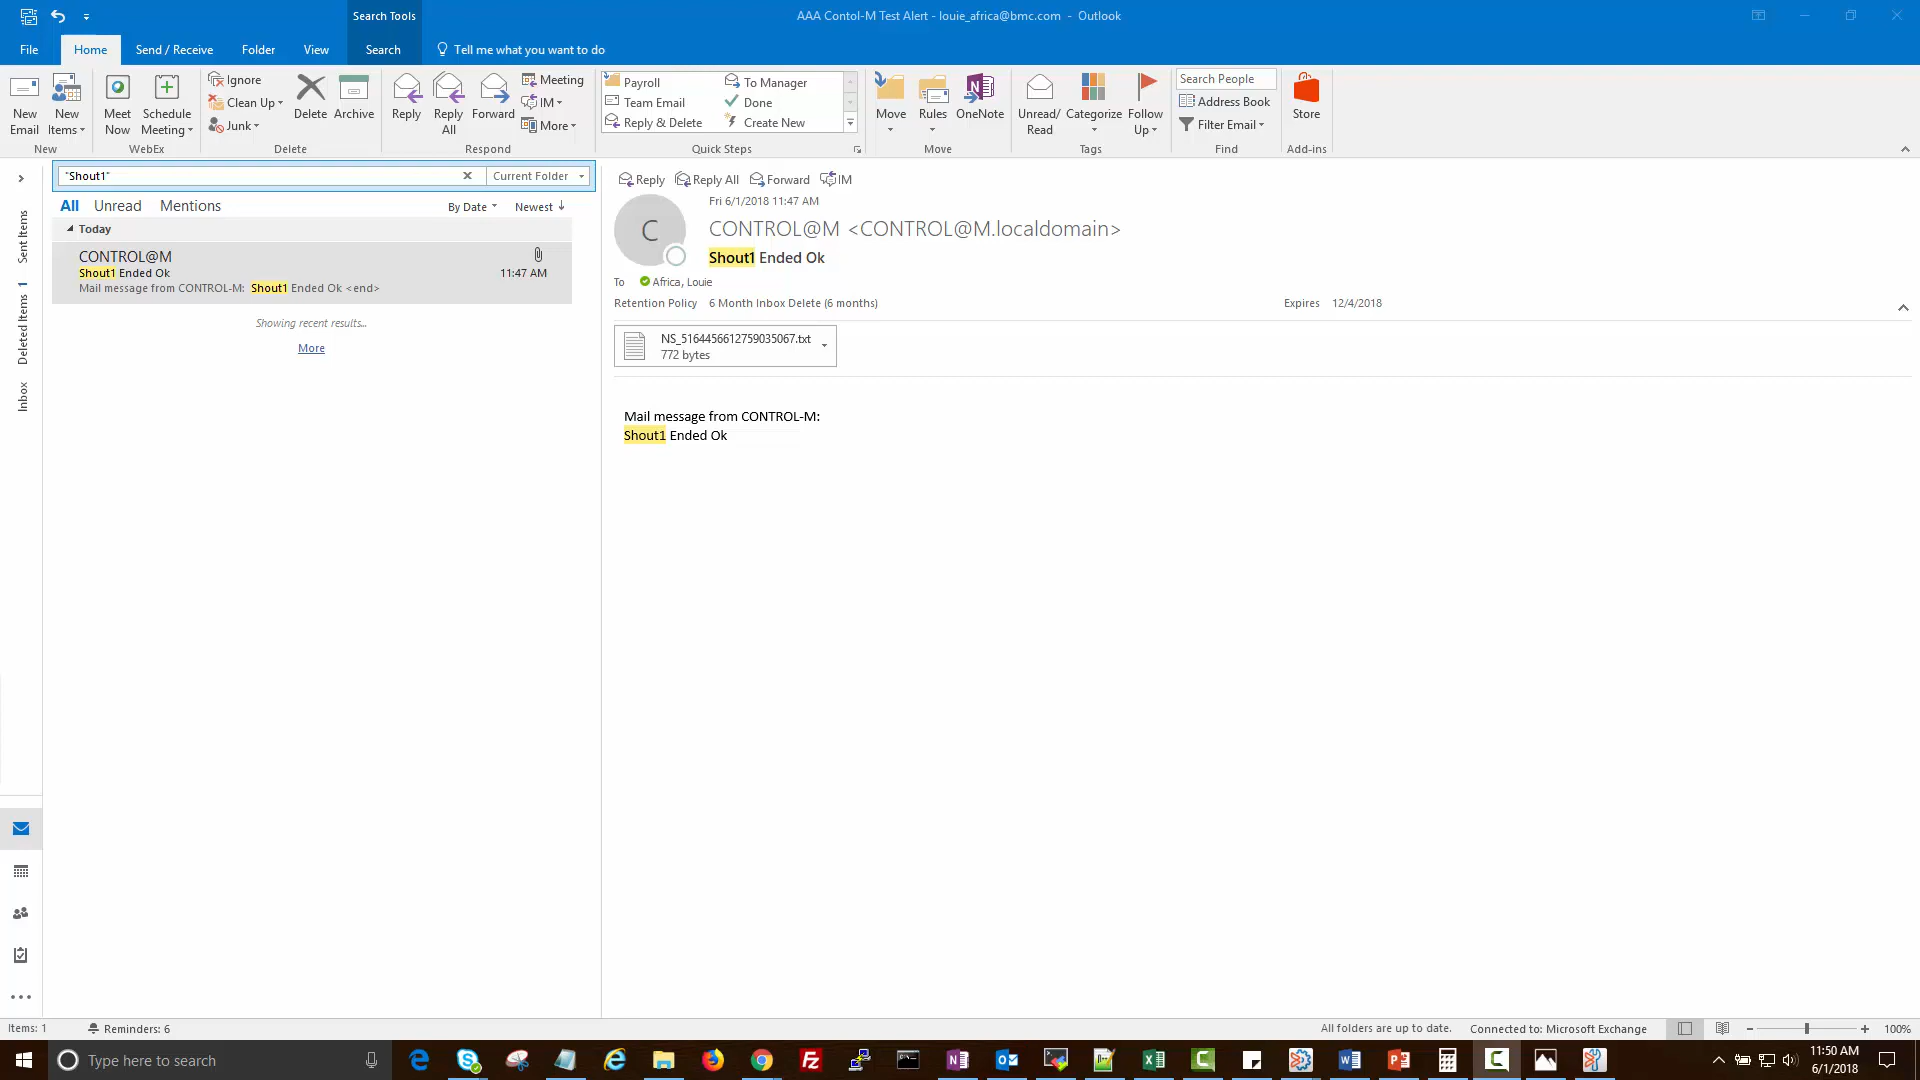 Search Tools
AAA Contol-M Test Alert - louie_africa@bmc.com - Outlook
File Home Send / Receive Folder View Search Tell me what you want to do
New Email
New Items
New
Meet Now
Schedule Meeting
WebEx
Ignore
Clean Up
Junk
Delete
Archive
Delete
Reply
Reply All
Forward
Meeting
IM
More
Respond
Payroll
Team Email
Reply & Delete
To Manager
Done
Create New
Quick Steps
Move
Rules
OneNote
Move
Unread/ Read
Categorize
Follow Up
Tags
Search People
Address Book
Filter Email
Find
Store
Add-ins
"Shout1"
Current Folder
All Unread Mentions
By Date Newest
Today
CONTROL@M
Shout1 Ended Ok 11:47 AM
Mail message from CONTROL-M: Shout1 Ended Ok <end>
Showing recent results...
More
Sent Items
Deleted Items 1
Inbox
Reply Reply All Forward IM
Fri 6/1/2018 11:47 AM
C
CONTROL@M <CONTROL@M.localdomain>
Shout1 Ended Ok
To Africa, Louie
Retention Policy 6 Month Inbox Delete (6 months) Expires 12/4/2018
NS_5164456612759035067.txt
772 bytes
Mail message from CONTROL-M:
Shout1 Ended Ok
Items: 1 Reminders: 6 All folders are up to date. Connected to: Microsoft Exchange 100%
Type here to search
11:50 AM
6/1/2018